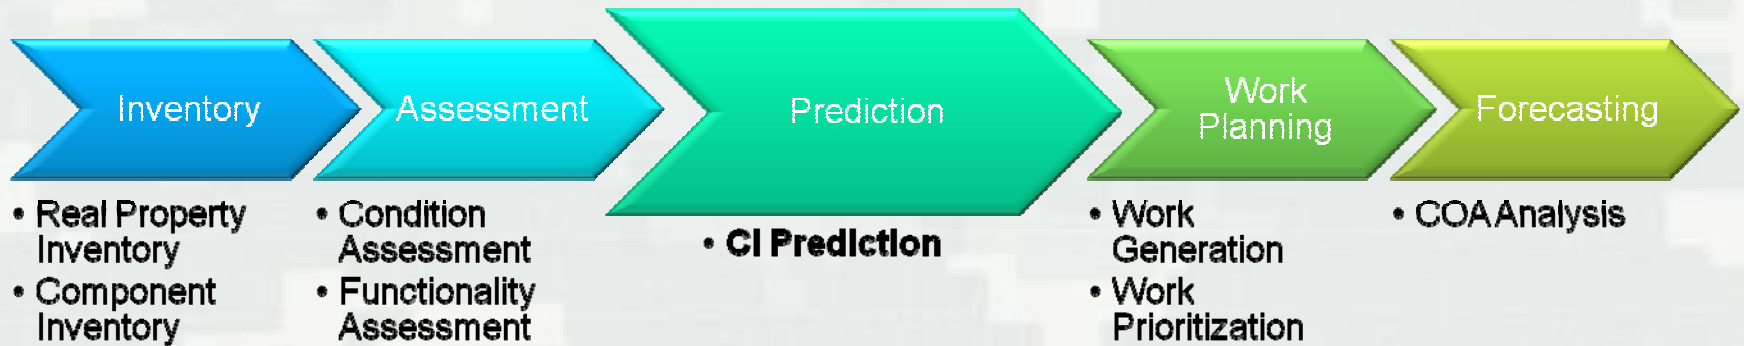 Inventory
• Real Property
Inventory
• Component
Inventory
Assessment
• Condition
Assessment
• Functionality
Assessment
Prediction
• CI Prediction
Work
Planning
• Work
Generation
• Work
Prioritization
Forecasting
• COA Analysis